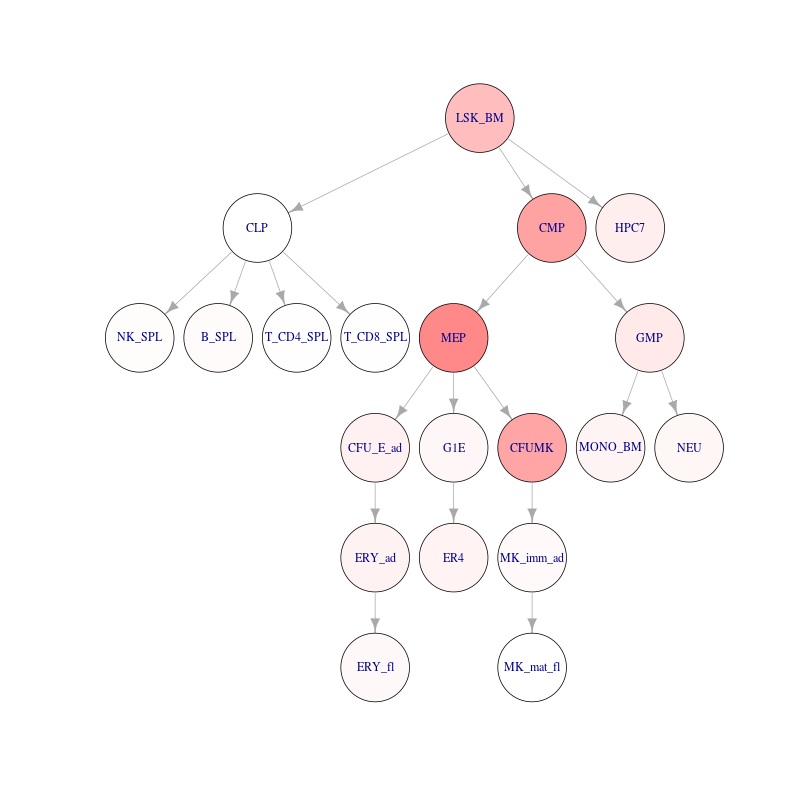 LSK_BM
CLP
CMP
HPC7
NK_SPL
B_SPL
T_CD4_SPL
T_CD8_SPL
MEP
GMP
CFU_E_ad
G1E
CFUMK
MONO_BM
NEU
ERY_ad
ER4
MK_imm_ad
ERY_fl
MK_mat_fl